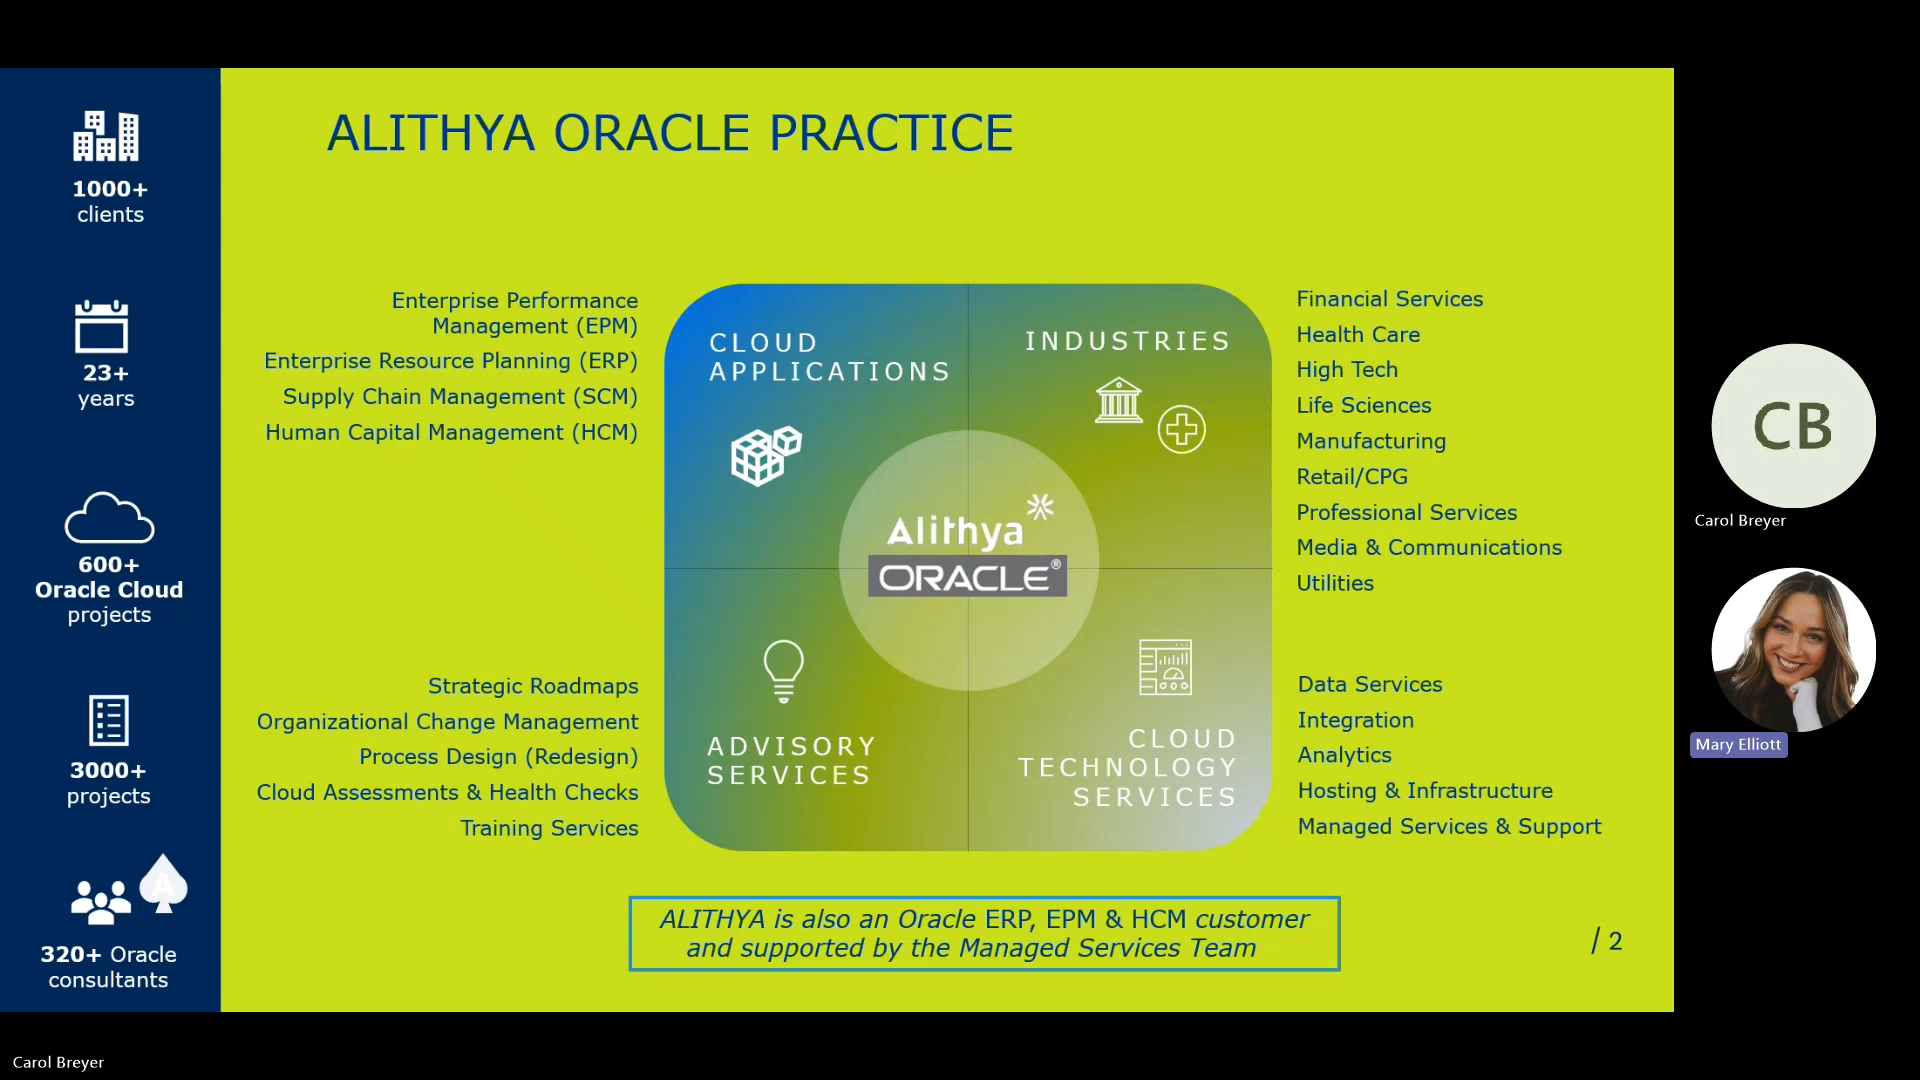 ALITHYA ORACLE PRACTICE
1000+
clients
23+
years
600+
Oracle Cloud
projects
3000+
projects
A
320+ Oracle
consultants
Enterprise Performance
Management (EPM)
Enterprise Resource Planning (ERP)
Supply Chain Management (SCM)
Human Capital Management (HCM)
CLOUD
APPLICATIONS
INDUSTRIES
Financial Services
Health Care
High Tech
Life Sciences
Manufacturing
Retail/CPG
Professional Services
Media & Communications
Utilities
Alithya
ORACLE®
Strategic Roadmaps
Organizational Change Management
Process Design (Redesign)
Cloud Assessments & Health Checks
Training Services
ADVISORY
SERVICES
CLOUD
TECHNOLOGY
SERVICES
Data Services
Integration
Analytics
Hosting & Infrastructure
Managed Services & Support
ALITHYA is also an Oracle ERP, EPM & HCM customer
and supported by the Managed Services Team
/ 2
CB
Carol Breyer
Mary Elliott
Carol Breyer